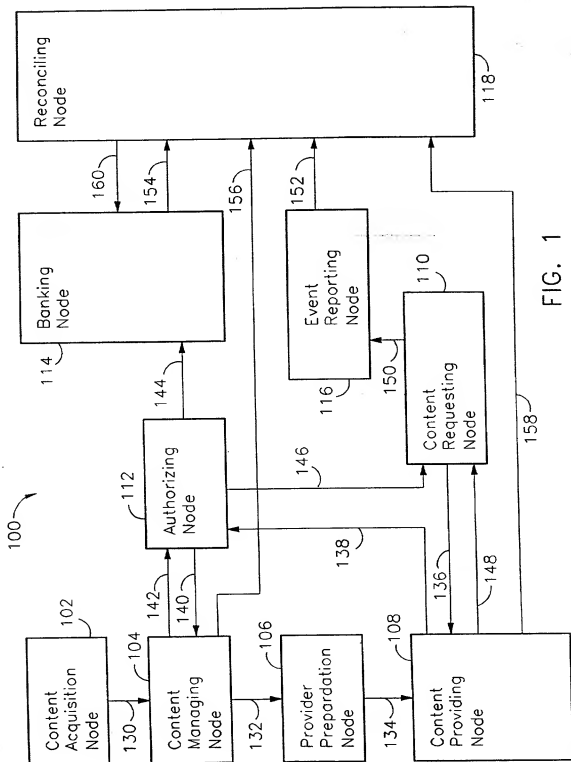 100
Content
Acquisition
Node
102
130
Content
Managing
Node
104
142
140
Authorizing
Node
112
144
Banking
Node
114
160
154
Reconciling
Node
118
156
132
Provider
Prepardation
Node
106
134
138
146
Event
Reporting
Node
116
152
150
Content
Providing
Node
108
136
148
Content
Requesting
Node
110
158
FIG. 1